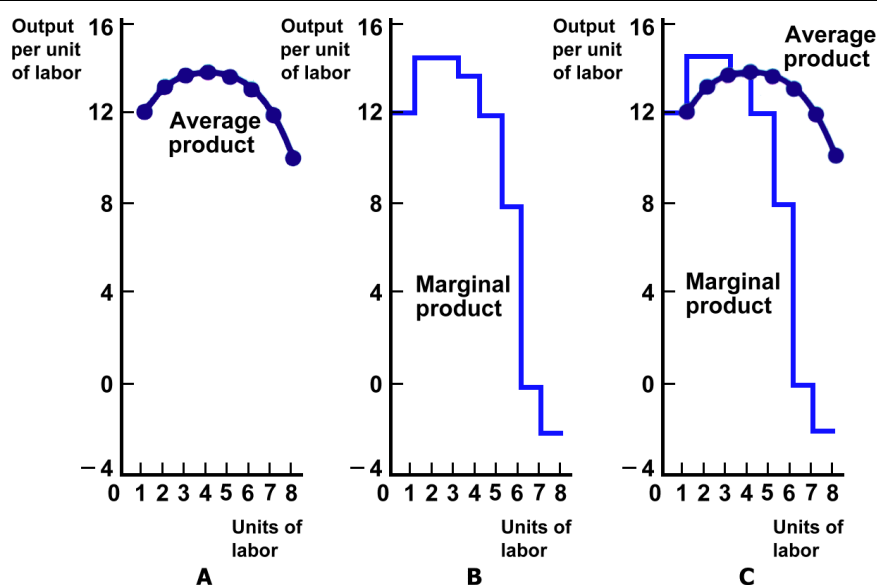 Output
per unit
of labor
16
12
8
4
0
−4
Average
product
0 1 2 3 4 5 6 7 8
Units of
labor
A
Output
per unit
of labor
16
12
8
4
0
−4
Marginal
product
0 1 2 3 4 5 6 7 8
Units of
labor
B
Output
per unit
of labor
16
12
8
4
0
−4
Average
product
Marginal
product
0 1 2 3 4 5 6 7 8
Units of
labor
C